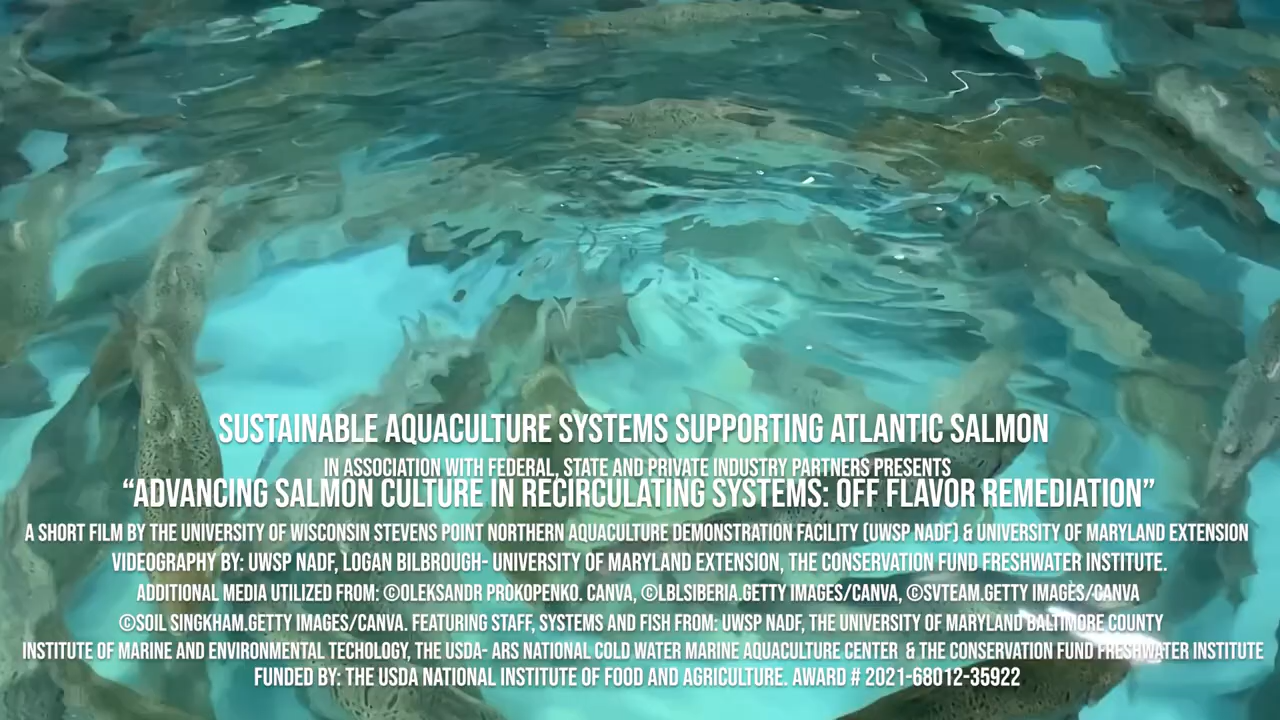 SUSTAINABLE AQUACULTURE SYSTEMS SUPPORTING ATLANTIC SALMON
IN ASSOCIATION WITH FEDERAL, STATE AND PRIVATE INDUSTRY PARTNERS PRESENTS
“ADVANCING SALMON CULTURE IN RECIRCULATING SYSTEMS: OFF FLAVOR REMEDIATION”
A SHORT FILM BY THE UNIVERSITY OF WISCONSIN STEVENS POINT NORTHERN AQUACULTURE DEMONSTRATION FACILITY (UWSP NADF) & UNIVERSITY OF MARYLAND EXTENSION
VIDEOGRAPHY BY: UWSP NADF, LOGAN BILBROUGH- UNIVERSITY OF MARYLAND EXTENSION, THE CONSERVATION FUND FRESHWATER INSTITUTE.
ADDITIONAL MEDIA UTILIZED FROM: ©OLEKSANDR PROKOPENKO. CANVA, ©LBLSIBERIA.GETTY IMAGES/CANVA, ©SVTEAM.GETTY IMAGES/CANVA
©SOIL SINGKHAM.GETTY IMAGES/CANVA. FEATURING STAFF, SYSTEMS AND FISH FROM: UWSP NADF, THE UNIVERSITY OF MARYLAND BALTIMORE COUNTY
INSTITUTE OF MARINE AND ENVIRONMENTAL TECHOLOGY, THE USDA- ARS NATIONAL COLD WATER MARINE AQUACULTURE CENTER & THE CONSERVATION FUND FRESHWATER INSTITUTE
FUNDED BY: THE USDA NATIONAL INSTITUTE OF FOOD AND AGRICULTURE. AWARD # 2021-68012-35922